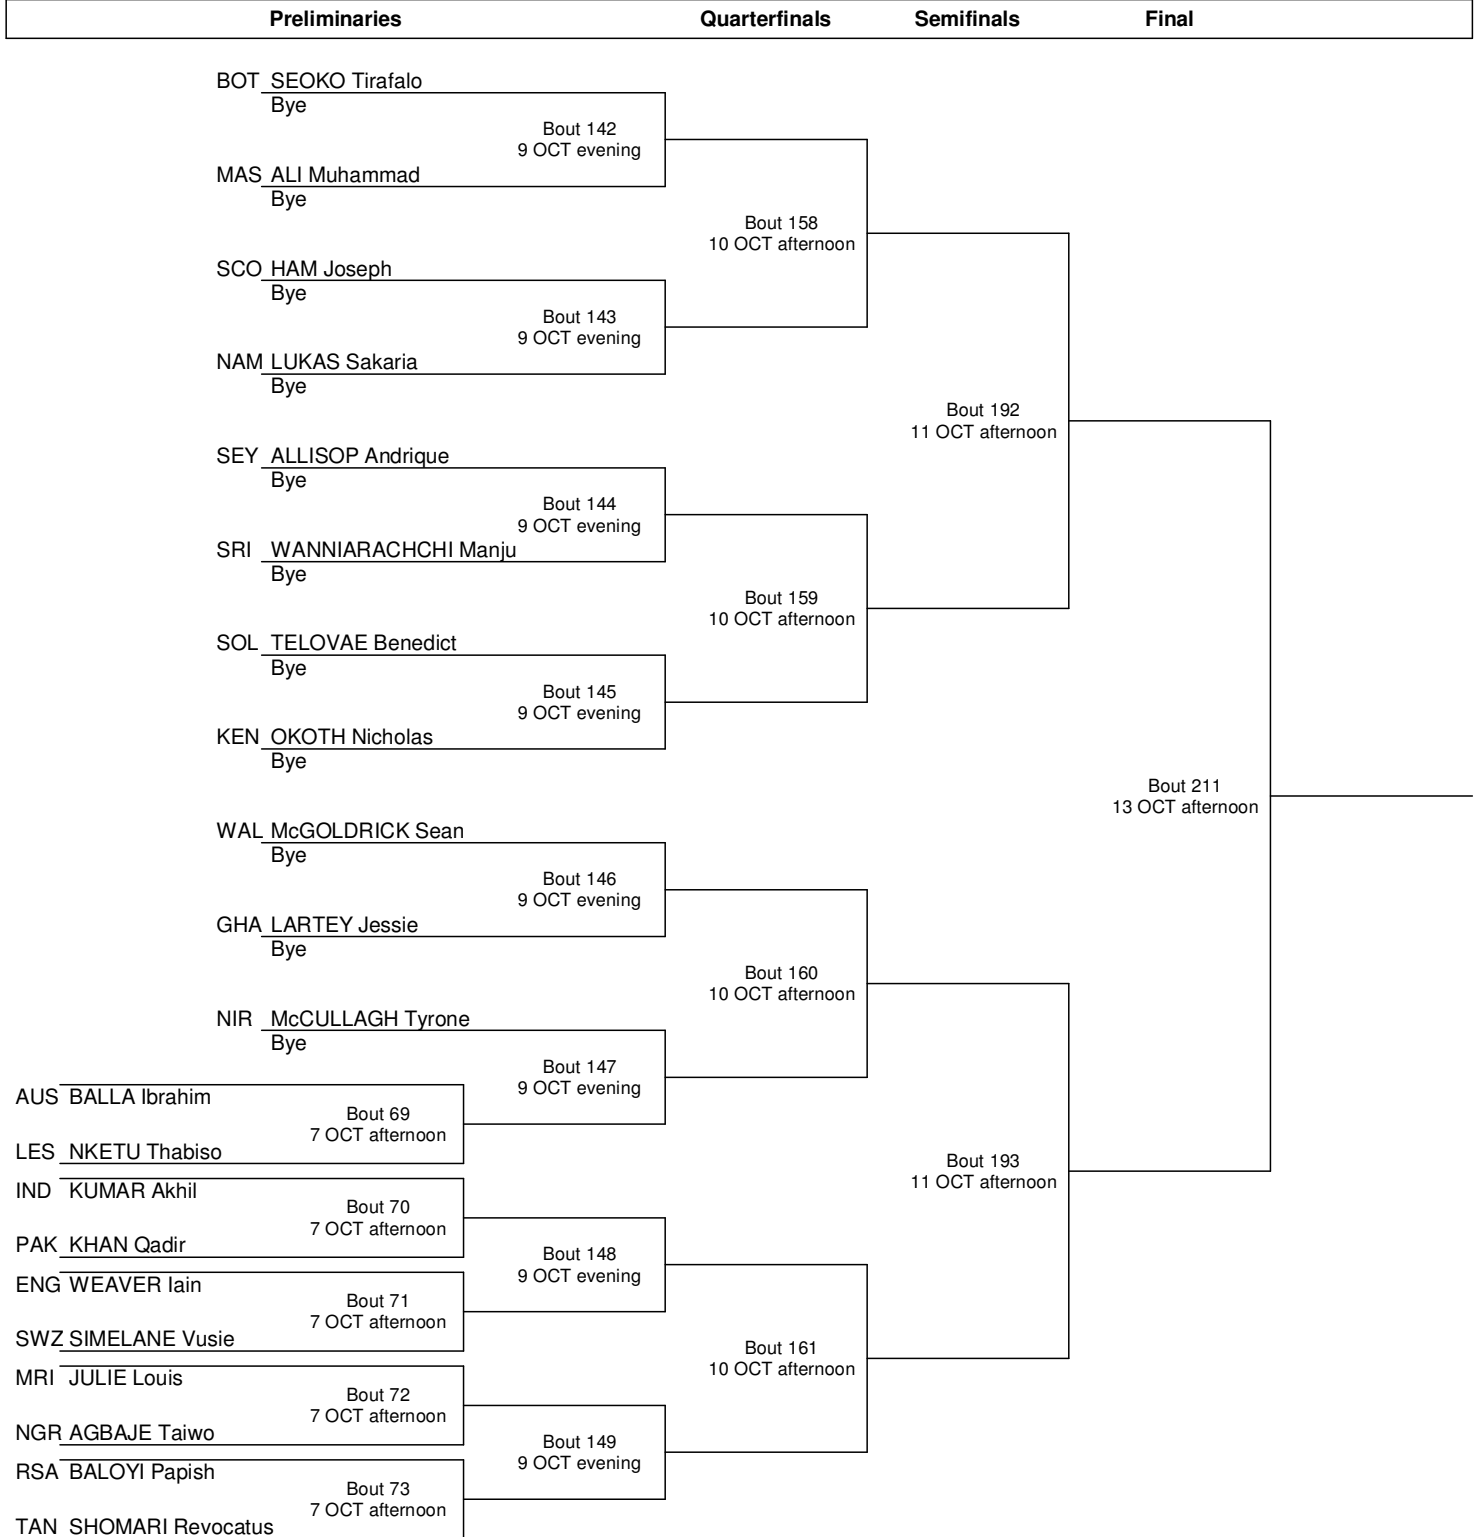 Preliminaries Quarterfinals Semifinals Final
BOT SEOKO Tirafalo
Bye
Bout 142
9 OCT evening
MAS ALI Muhammad
Bye
Bout 158
10 OCT afternoon
SCO HAM Joseph
Bye
Bout 143
9 OCT evening
NAM LUKAS Sakaria
Bye
Bout 192
11 OCT afternoon
SEY ALLISOP Andrique
Bye
Bout 144
9 OCT evening
SRI WANNIARACHCHI Manju
Bye
Bout 159
10 OCT afternoon
SOL TELOVAE Benedict
Bye
Bout 145
9 OCT evening
KEN OKOTH Nicholas
Bye
Bout 211
13 OCT afternoon
WAL McGOLDRICK Sean
Bye
Bout 146
9 OCT evening
GHA LARTEY Jessie
Bye
Bout 160
10 OCT afternoon
NIR McCULLAGH Tyrone
Bye
Bout 147
9 OCT evening
AUS BALLA Ibrahim
Bout 69
7 OCT afternoon
LES NKETU Thabiso
Bout 193
11 OCT afternoon
IND KUMAR Akhil
Bout 70
7 OCT afternoon
PAK KHAN Qadir
Bout 148
9 OCT evening
ENG WEAVER Iain
Bout 71
7 OCT afternoon
SWZ SIMELANE Vusie
Bout 161
10 OCT afternoon
MRI JULIE Louis
Bout 72
7 OCT afternoon
NGR AGBAJE Taiwo
Bout 149
9 OCT evening
RSA BALOYI Papish
Bout 73
7 OCT afternoon
TAN SHOMARI Revocatus